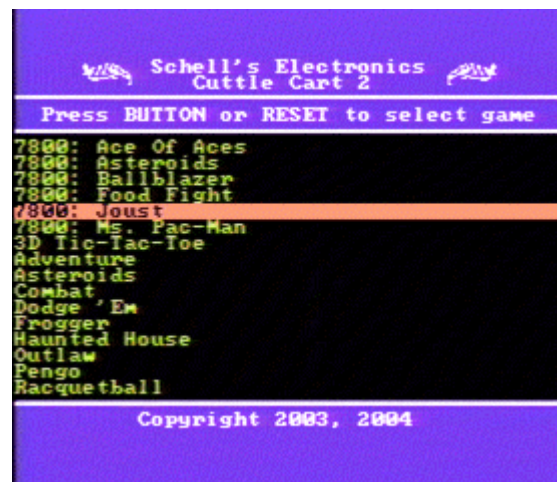 Schell's Electronics
Cuttle Cart 2
Press BUTTON or RESET to select game
7800: Ace Of Aces
7800: Asteroids
7800: Ballblazer
7800: Food Fight
7800: Joust
7800: Ms. Pac-Man
3D Tic-Tac-Toe
Adventure
Asteroids
Combat
Dodge 'Em
Frogger
Haunted House
Outlaw
Pengo
Racquetball
Copyright 2003, 2004